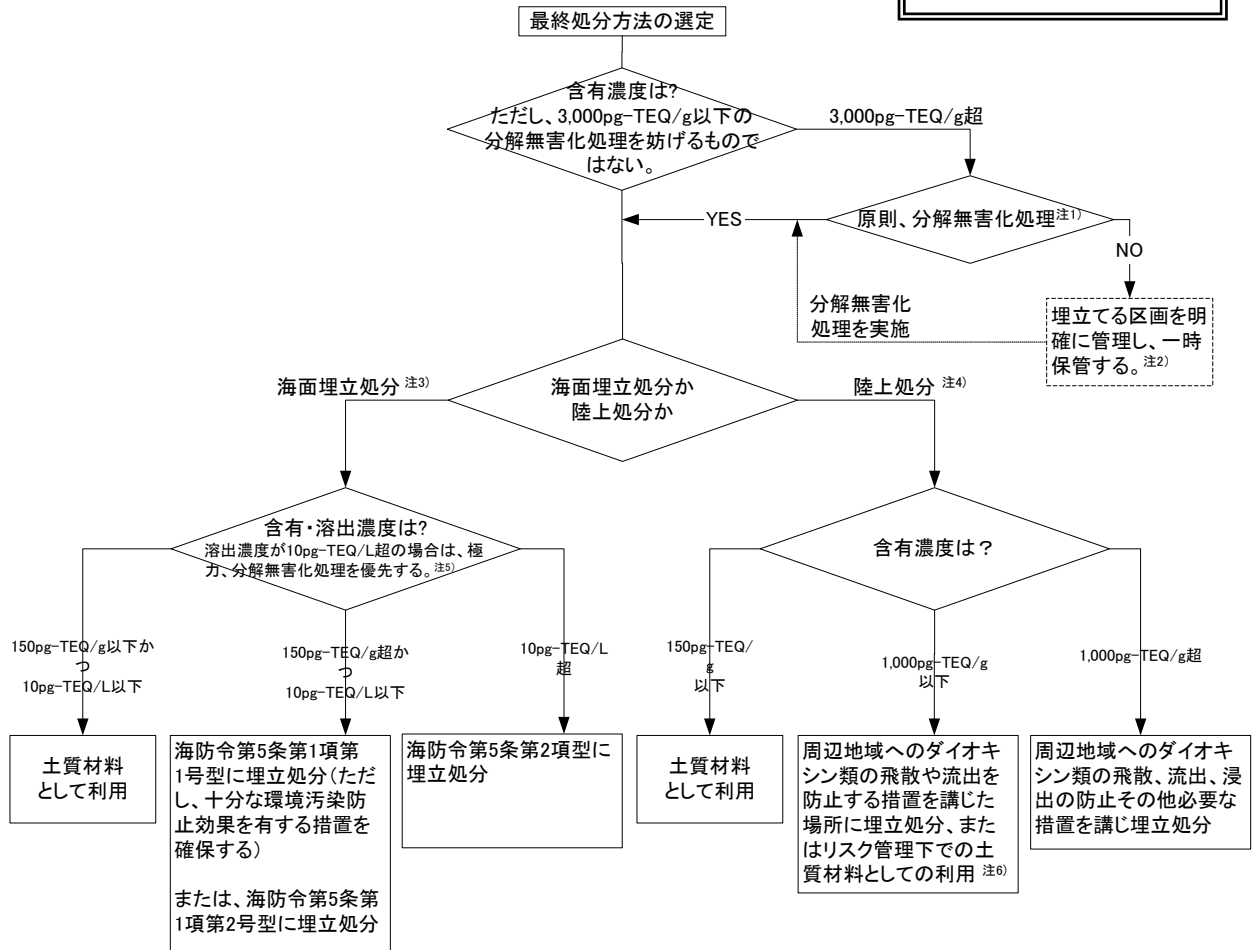 最終処分方法の選定
含有濃度は?
ただし、3,000pg-TEQ/g以下の
分解無害化処理を妨げるもので
はない。
3,000pg-TEQ/g超
原則、分解無害化処理注1)
YES
NO
分解無害化
処理を実施
埋立てる区画を明
確に管理し、一時
保管する。注2)
海面埋立処分 注3)
海面埋立処分か
陸上処分か
陸上処分 注4)
含有・溶出濃度は?
溶出濃度が10pg-TEQ/L超の場合は、極
力、分解無害化処理を優先する。注5)
含有濃度は？
150pg-TEQ/g以下か
つ
10pg-TEQ/L以下
150pg-TEQ/g超か
つ
10pg-TEQ/L以下
10pg-TEQ/L
超
150pg-TEQ/
g
以下
1,000pg-TEQ/g
以下
1,000pg-TEQ/g超
土質材料
として利用
海防令第5条第1項第
1号型に埋立処分(ただ
し、十分な環境汚染防
止効果を有する措置を
確保する)
または、海防令第5条第
1項第2号型に埋立処分
海防令第5条第2項型に
埋立処分
土質材料
として利用
周辺地域へのダイオキ
シン類の飛散や流出を
防止する措置を講じた
場所に埋立処分、また
はリスク管理下での土
質材料としての利用 注6)
周辺地域へのダイオキ
シン類の飛散、流出、浸
出の防止その他必要な
措置を講じ埋立処分